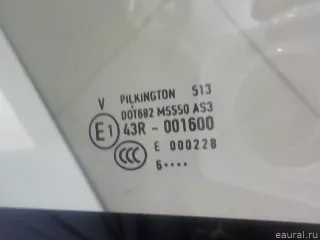 V PILKINGTON S13
DOT682 M5550 AS3
E1 43R - 001600
CCC E 000228
6••••
eaural.ru